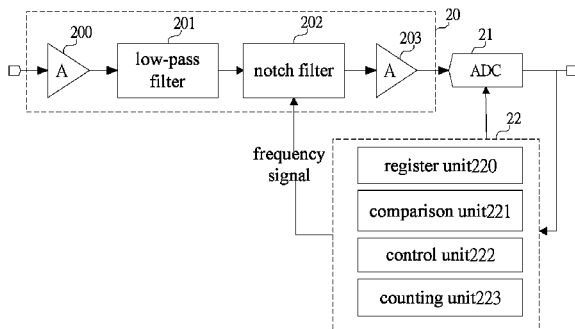 200
201
202
203
20
21
A
low-pass
filter
notch filter
A
ADC
22
frequency
signal
register unit220
comparison unit221
control unit222
counting unit223